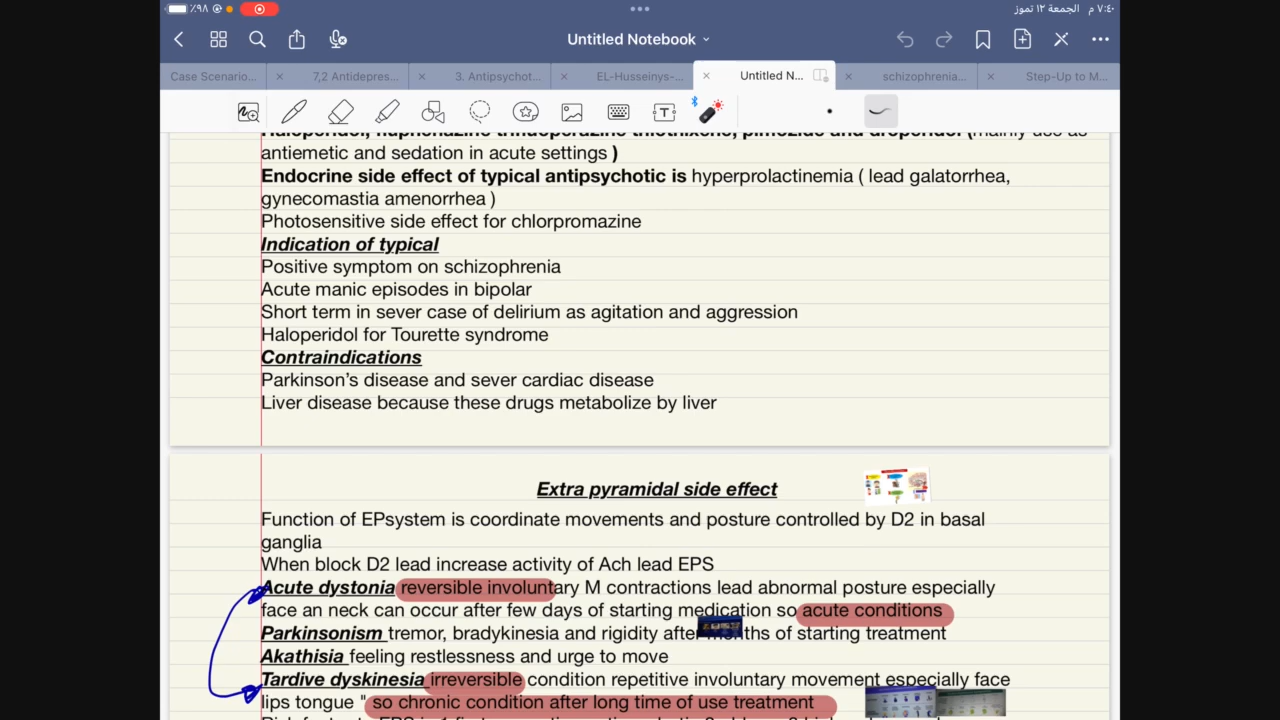 ٪٩٨
٧:٤٠ م الجمعة ١٢ تموز
Untitled Notebook
Case Scenario...
7,2 Antidepres...
3. Antipsychot...
EL-Husseinys-...
Untitled N...
schizophrenia...
Step-Up to M...
antiemetic and sedation in acute settings )
Endocrine side effect of typical antipsychotic is hyperprolactinemia ( lead galatorrhea,
gynecomastia amenorrhea )
Photosensitive side effect for chlorpromazine
Indication of typical
Positive symptom on schizophrenia
Acute manic episodes in bipolar
Short term in sever case of delirium as agitation and aggression
Haloperidol for Tourette syndrome
Contraindications
Parkinson's disease and sever cardiac disease
Liver disease because these drugs metabolize by liver
Extra pyramidal side effect
Function of EPsystem is coordinate movements and posture controlled by D2 in basal
ganglia
When block D2 lead increase activity of Ach lead EPS
Acute dystonia reversible involuntary M contractions lead abnormal posture especially
face an neck can occur after few days of starting medication so acute conditions
Parkinsonism tremor, bradykinesia and rigidity after months of starting treatment
Akathisia feeling restlessness and urge to move
Tardive dyskinesia irreversible condition repetitive involuntary movement especially face
lips tongue " so chronic condition after long time of use treatment